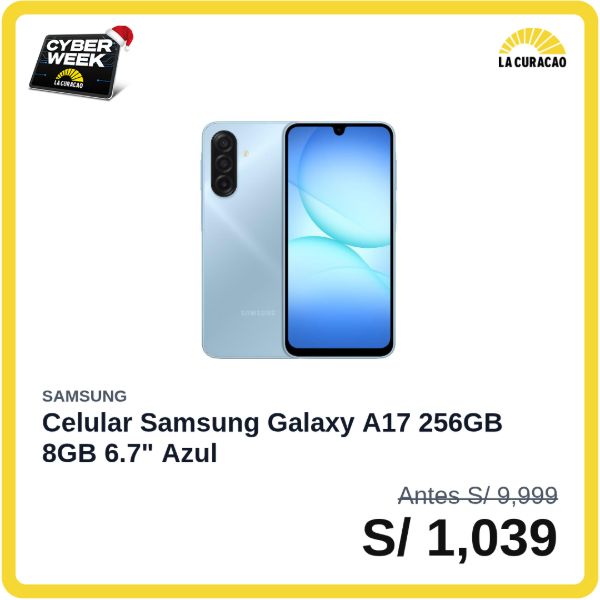 CYBER
WEEK
LA CURACAO
LA CURACAO
SAMSUNG
SAMSUNG
Celular Samsung Galaxy A17 256GB
8GB 6.7" Azul
Antes S/ 9,999
S/ 1,039